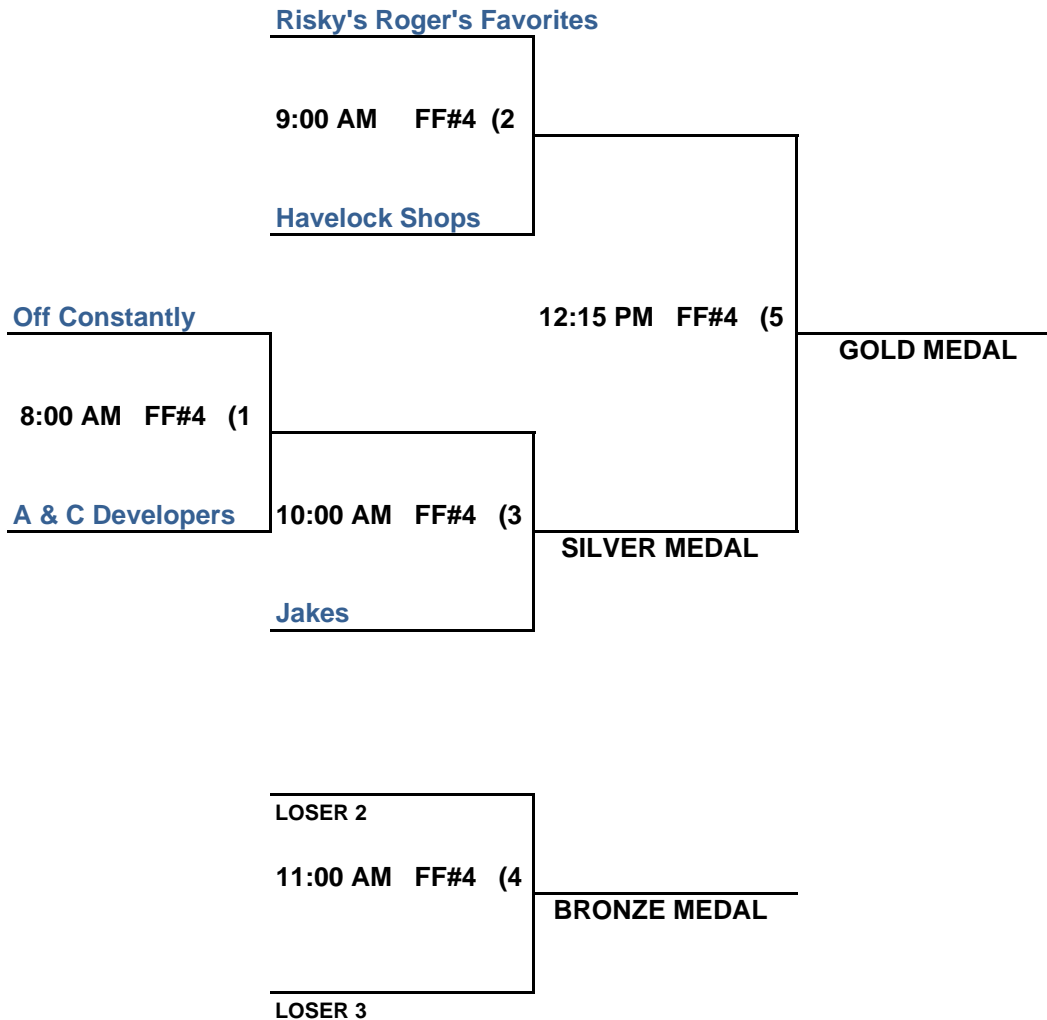 Risky's Roger's Favorites
9:00 AM FF#4 (2
Havelock Shops
Off Constantly
12:15 PM FF#4 (5
GOLD MEDAL
8:00 AM FF#4 (1
A & C Developers
10:00 AM FF#4 (3
SILVER MEDAL
Jakes
LOSER 2
11:00 AM FF#4 (4
BRONZE MEDAL
LOSER 3